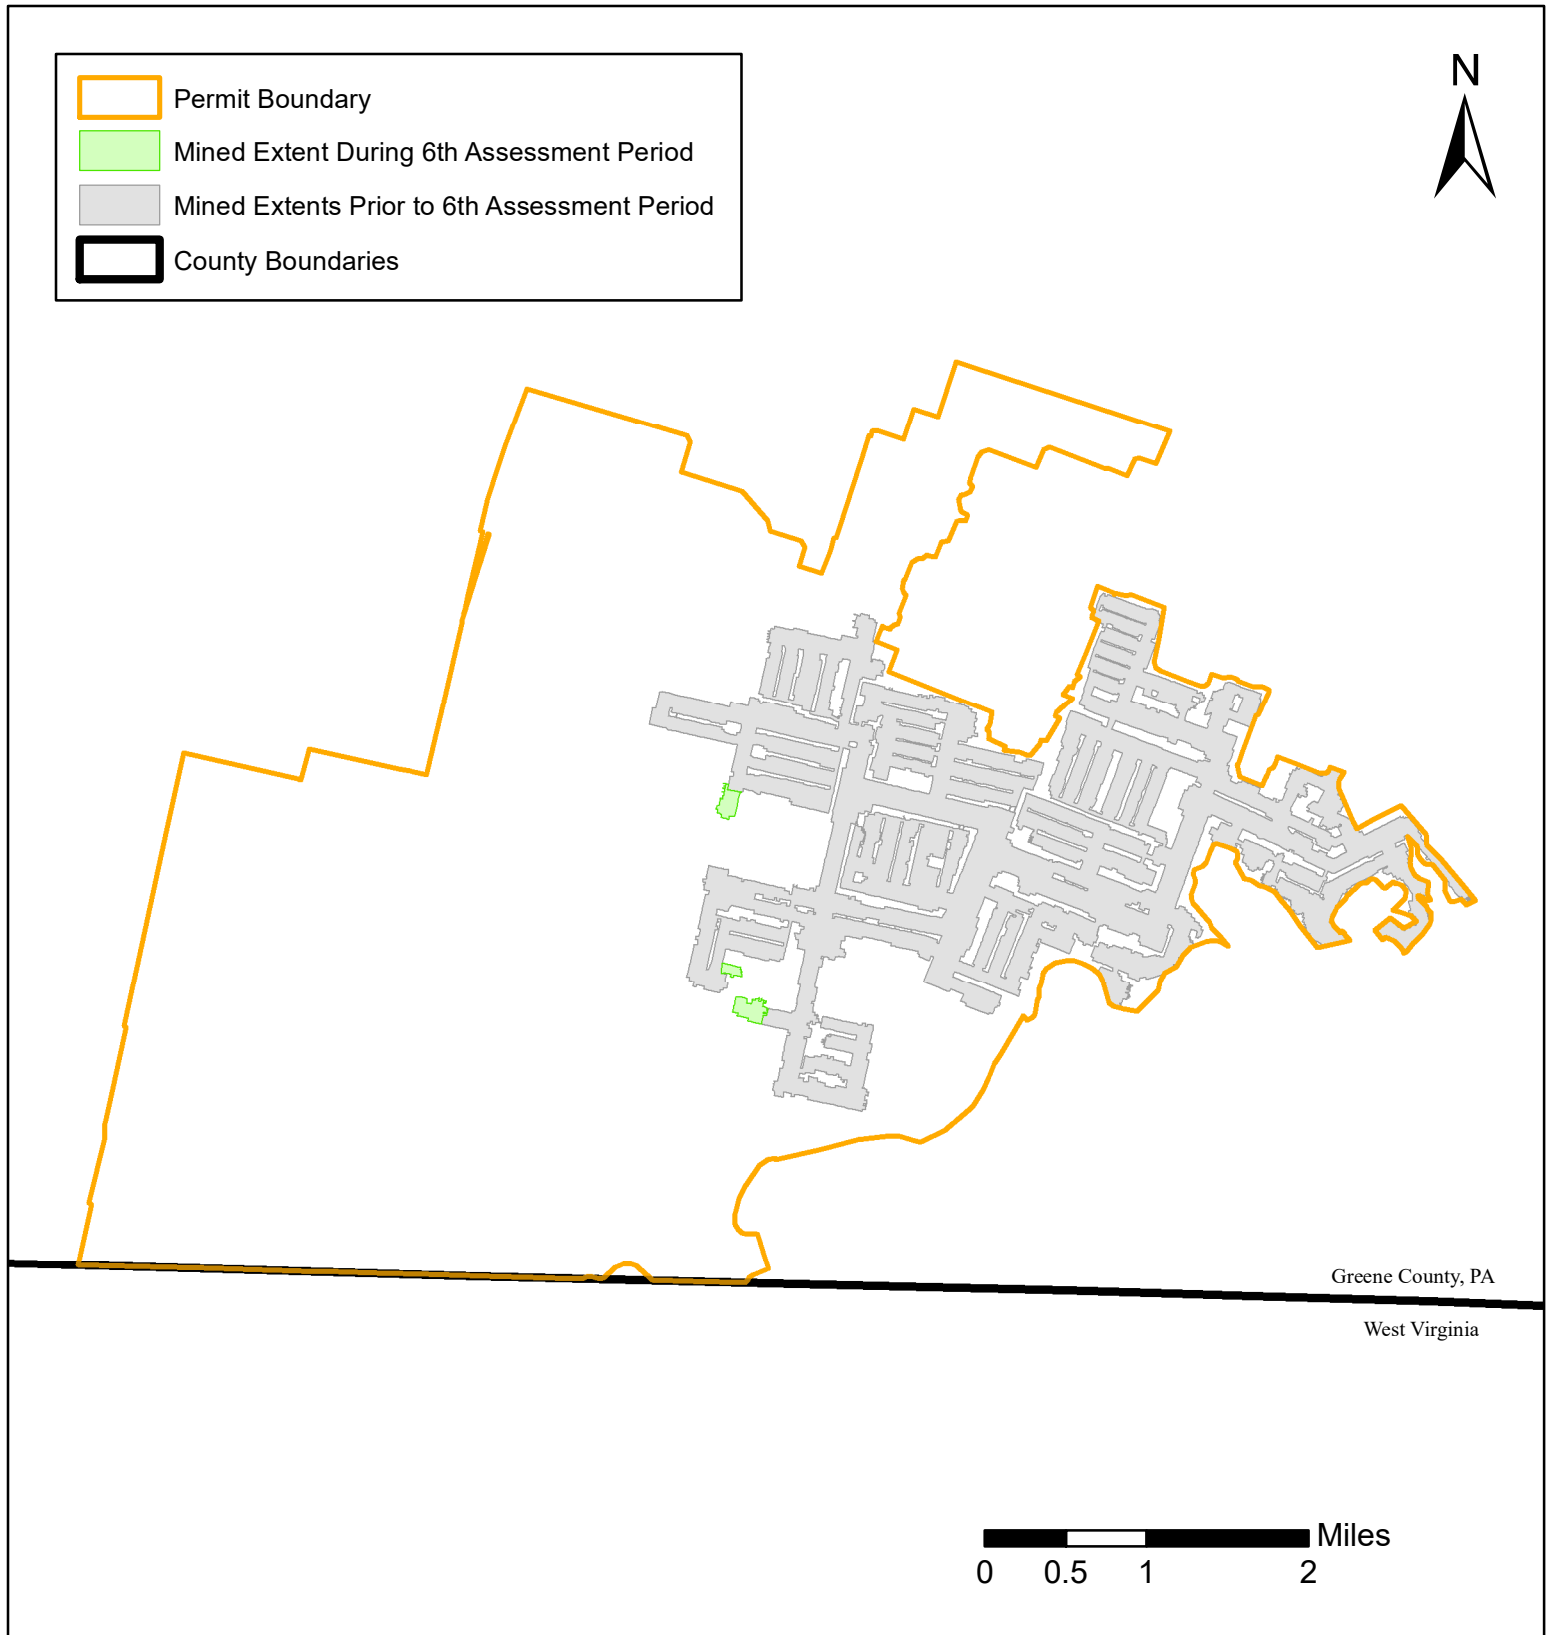 N
Permit Boundary
Mined Extent During 6th Assessment Period
Mined Extents Prior to 6th Assessment Period
County Boundaries
Greene County, PA
West Virginia
Miles
0 0.5 1 2